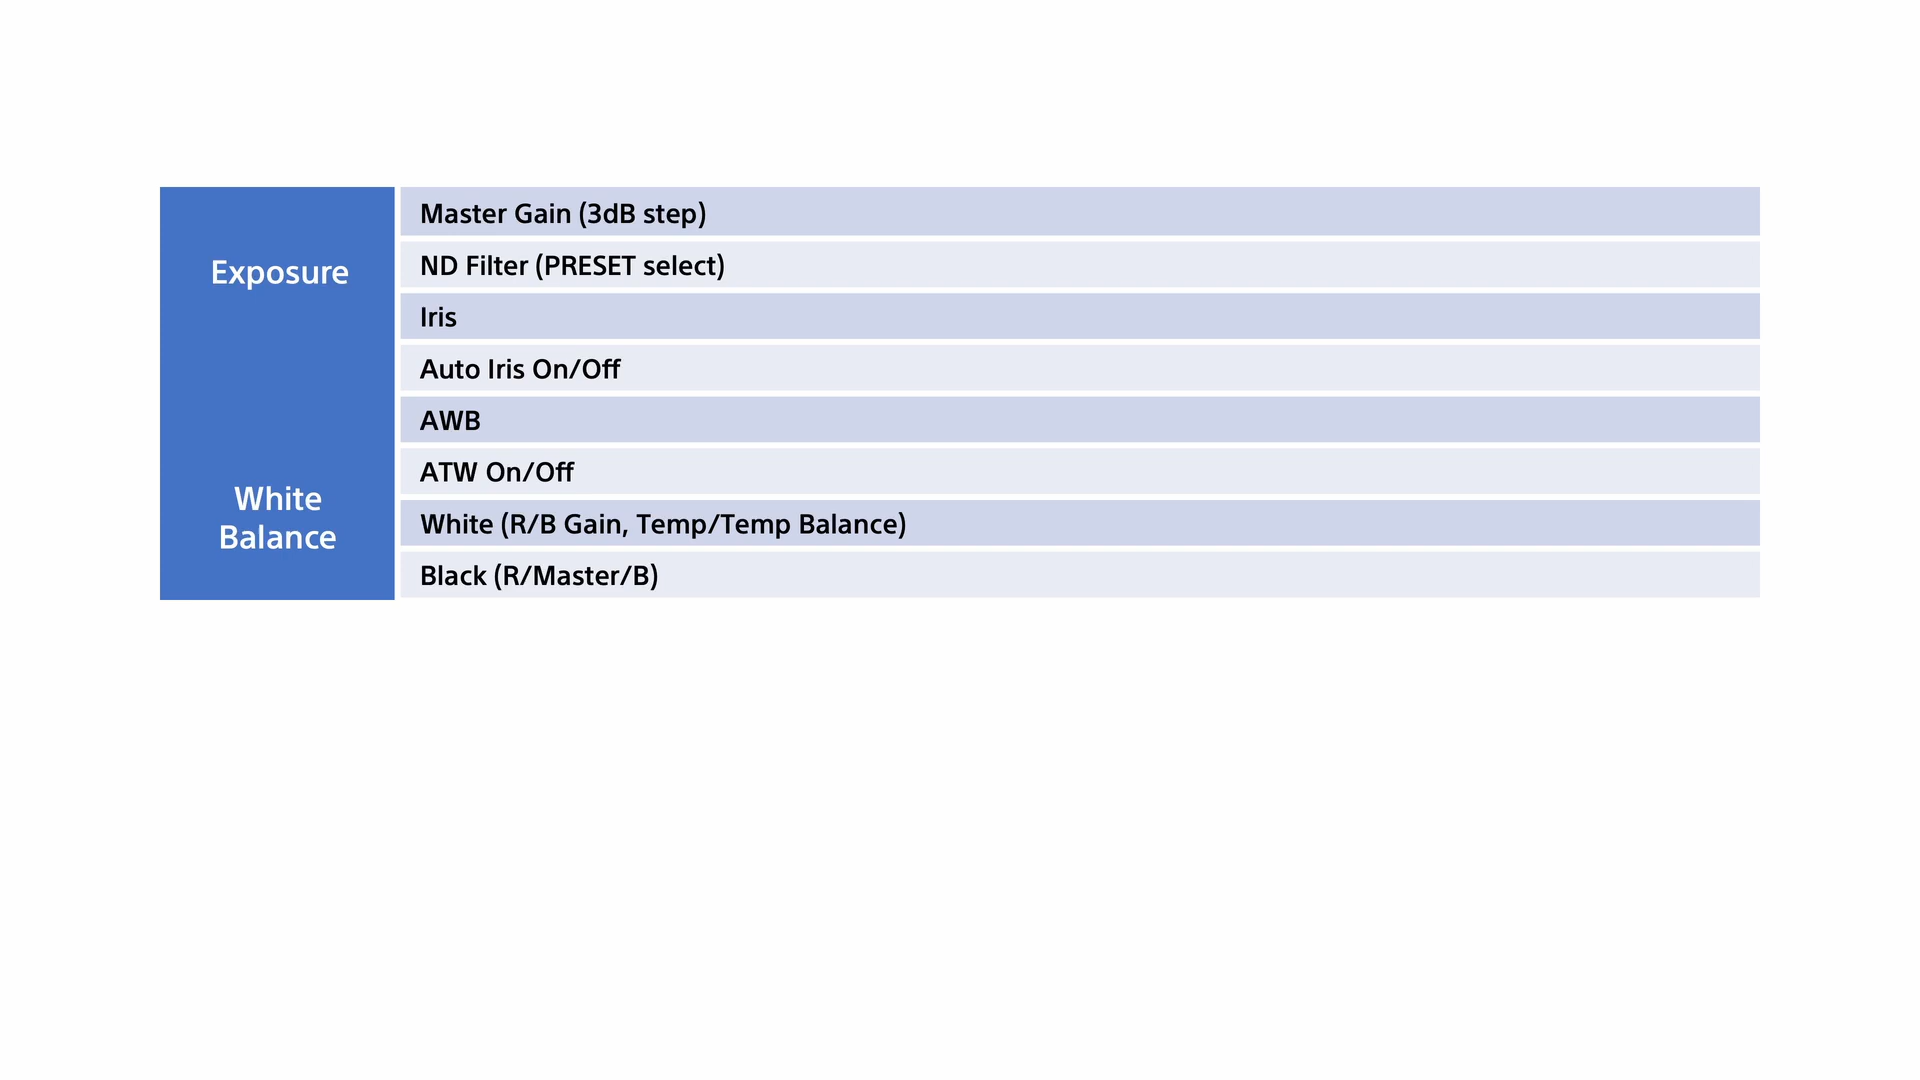 Exposure
Master Gain (3dB step)
ND Filter (PRESET select)
Iris
Auto Iris On/Off
White
Balance
AWB
ATW On/Off
White (R/B Gain, Temp/Temp Balance)
Black (R/Master/B)